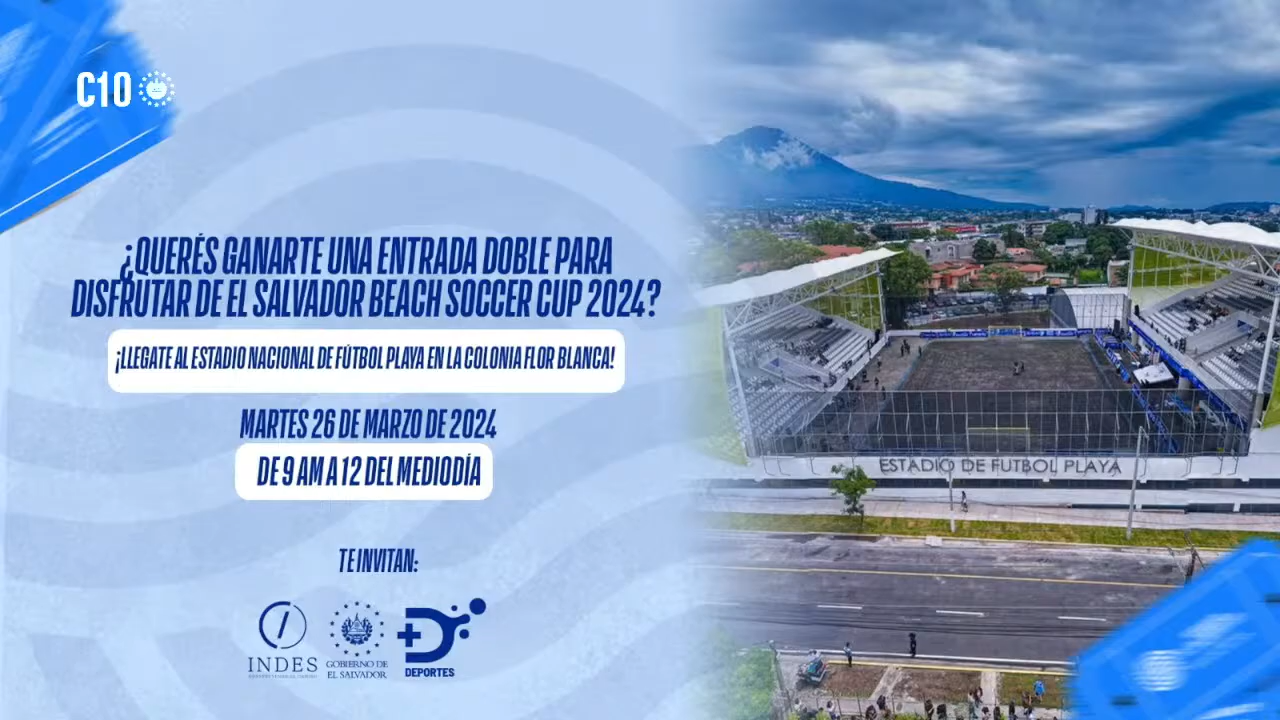 C10
¿QUERÉS GANARTE UNA ENTRADA DOBLE PARA
DISFRUTAR DE EL SALVADOR BEACH SOCCER CUP 2024?
¡LLEGATE AL ESTADIO NACIONAL DE FÚTBOL PLAYA EN LA COLONIA FLOR BLANCA!
MARTES 26 DE MARZO DE 2024
DE 9 AM A 12 DEL MEDIODÍA
ESTADIO DE FUTBOL PLAYA
TE INVITAN:
INDES
GOBIERNO DE
EL SALVADOR
+D
DEPORTES